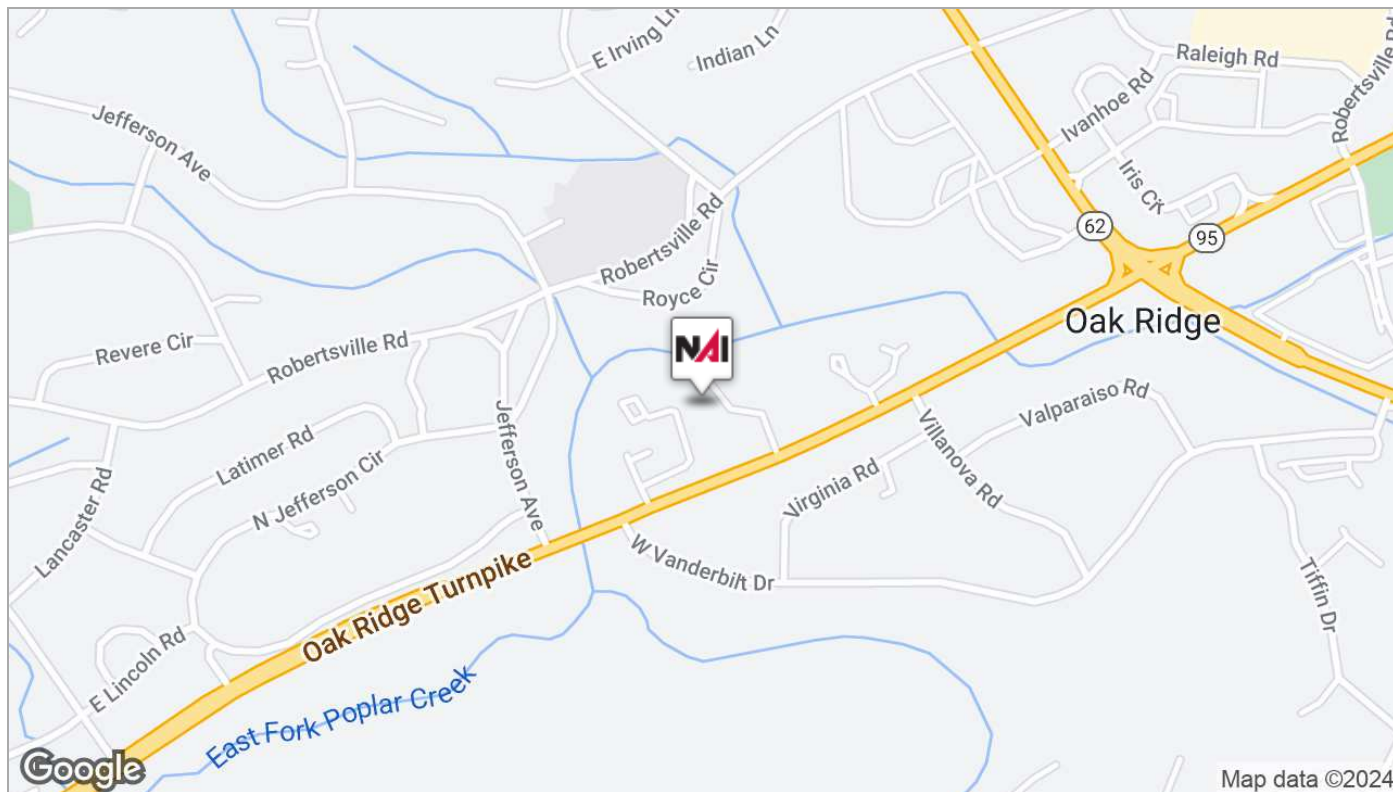 E Irving Ln
Indian Ln
Raleigh Rd
Robertsville Rd
Ivanhoe Rd
Jefferson Ave
Iris Cir
62
95
Robertsville Rd
Royce Cir
Oak Ridge
NAI
Revere Cir
Robertsville Rd
Valparaiso Rd
Villanova Rd
Jefferson Ave
Latimer Rd
Virginia Rd
N Jefferson Cir
Lancaster Rd
W Vanderbilt Dr
Oak Ridge Turnpike
Tiffin Dr
E Lincoln Rd
East Fork Poplar Creek
Google
Map data ©2024